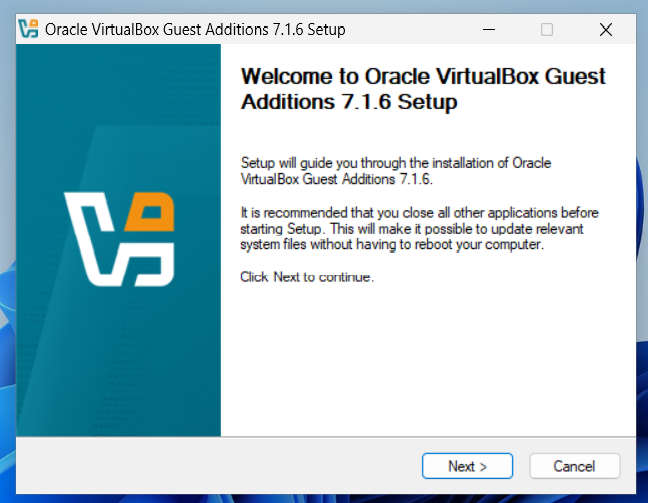 Oracle VirtualBox Guest Additions 7.1.6 Setup
Welcome to Oracle VirtualBox Guest
Additions 7.1.6 Setup
Setup will guide you through the installation of Oracle
VirtualBox Guest Additions 7.1.6.
It is recommended that you close all other applications before
starting Setup. This will make it possible to update relevant
system files without having to reboot your computer.
Click Next to continue.
Next >
Cancel